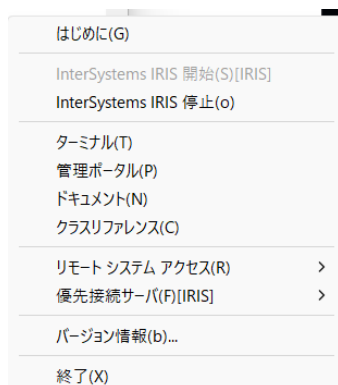 はじめに(G)
InterSystems IRIS 開始(S)[IRIS]
InterSystems IRIS 停止(o)
ターミナル(T)
管理ポータル(P)
ドキュメント(N)
クラスリファレンス(C)
リモート システム アクセス(R)
優先接続サーバ(F)[IRIS]
バージョン情報(b)...
終了(X)